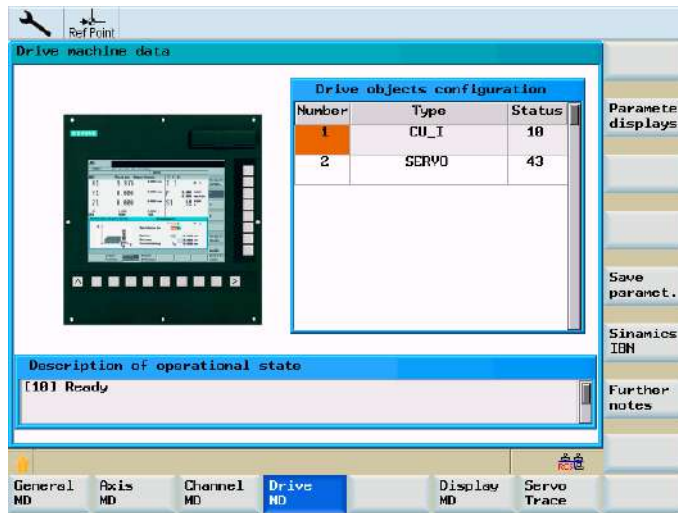 Ref Point
Drive machine data
Drive objects configuration
Number Type Status
1 CU_I 10
2 SERVO 43
Paramete
displays
Save
paramet.
Sinamics
IBN
Description of operational state
[10] Ready
Further
notes
RCS
General
MD
Axis
MD
Channel
MD
Drive
MD
Display
MD
Servo
Trace